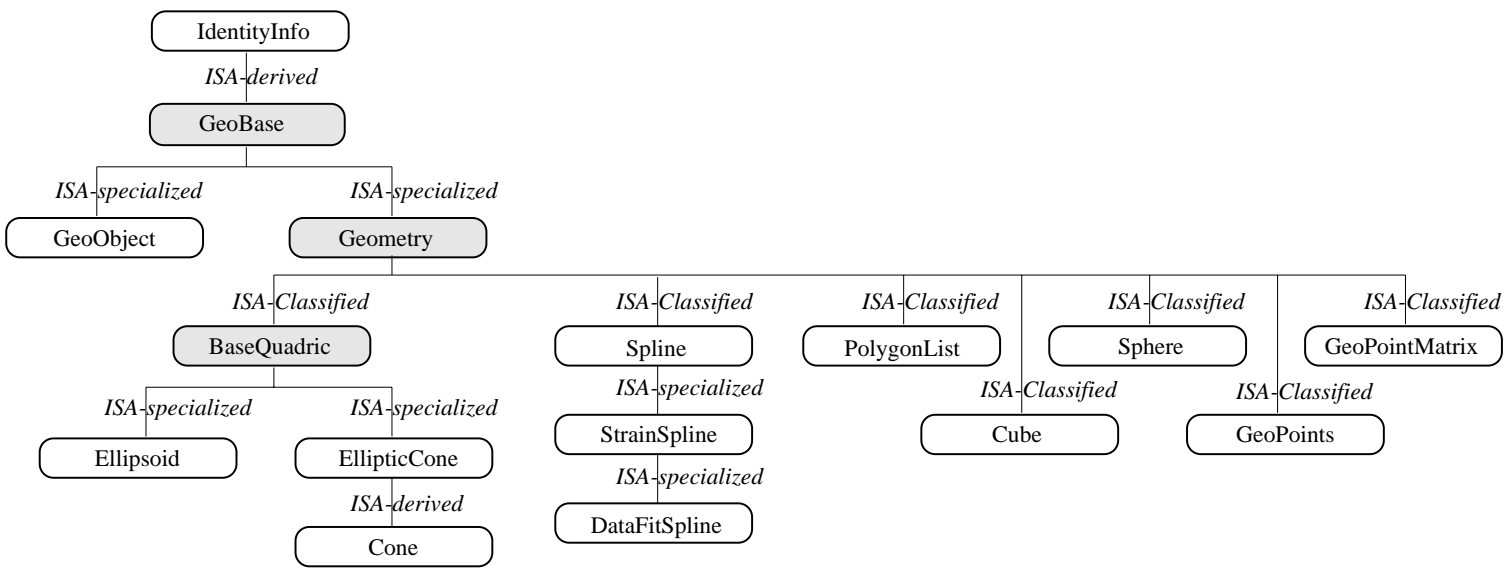 IdentityInfo
ISA-derived
GeoBase
ISA-specialized
ISA-specialized
GeoObject
Geometry
ISA-Classified
ISA-Classified
ISA-Classified
ISA-Classified
ISA-Classified
BaseQuadric
Spline
PolygonList
Sphere
GeoPointMatrix
ISA-specialized
ISA-specialized
ISA-specialized
ISA-Classified
ISA-Classified
Ellipsoid
EllipticCone
StrainSpline
Cube
GeoPoints
ISA-derived
ISA-specialized
Cone
DataFitSpline